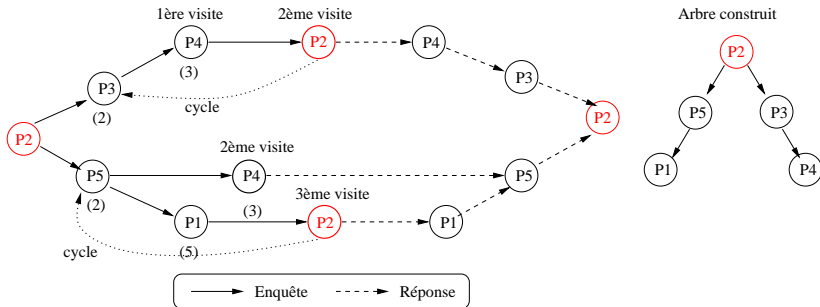 1ère visite
2ème visite
Arbre construit
P4
P2
P4
P2
(3)
P3
P3
(2)
cycle
P2
P5
P3
P2
2ème visite
P5
P4
P5
P1
P4
(2)
3ème visite
P1
(3)
P2
P1
(5)
cycle
Enquête
Réponse